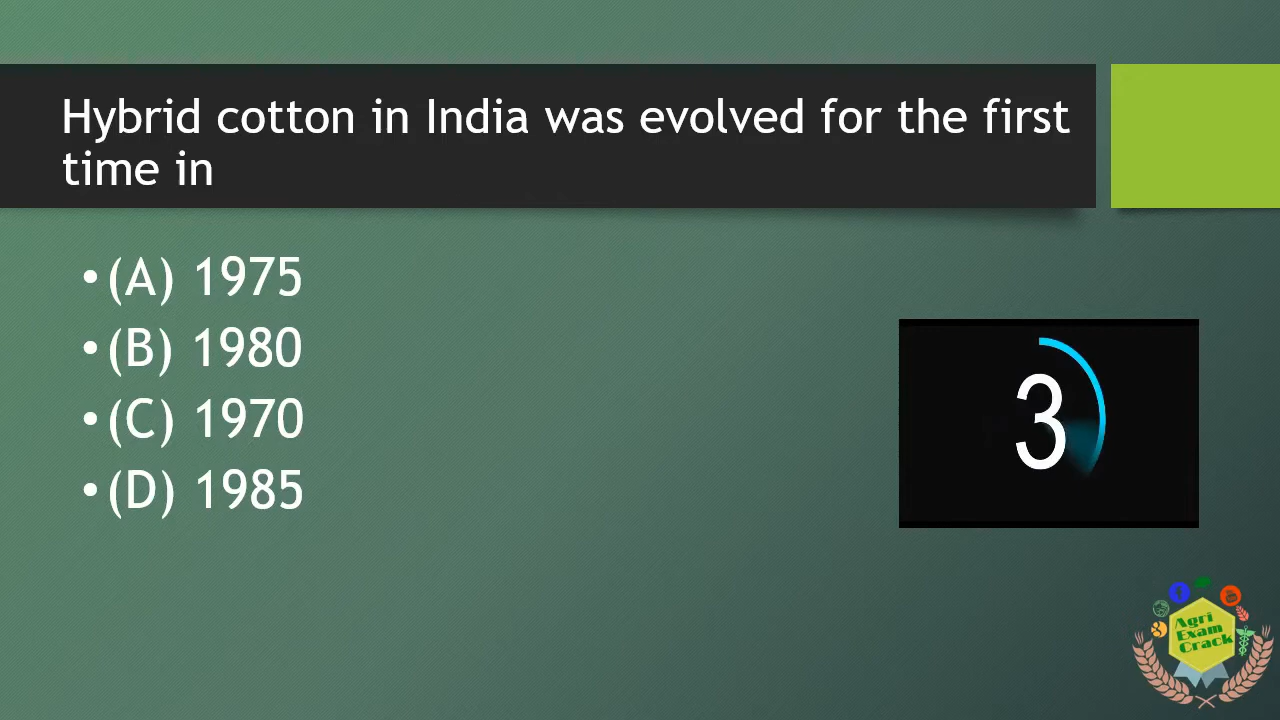 Hybrid cotton in India was evolved for the first
time in
• (A) 1975
• (B) 1980
• (C) 1970
• (D) 1985
3
Agri
Exam
Crack